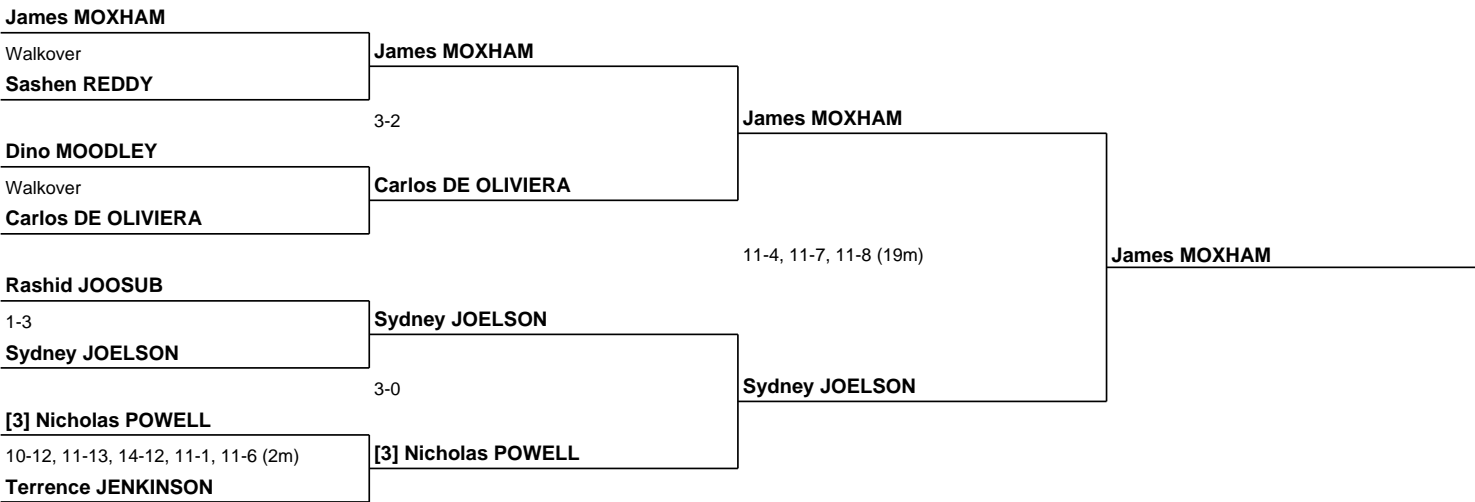 James MOXHAM
Walkover
Sashen REDDY
Dino MOODLEY
Walkover
Carlos DE OLIVIERA
Rashid JOOSUB
1-3
Sydney JOELSON
[3] Nicholas POWELL
10-12, 11-13, 14-12, 11-1, 11-6 (2m)
Terrence JENKINSON
James MOXHAM
3-2
Carlos DE OLIVIERA
Sydney JOELSON
3-0
[3] Nicholas POWELL
James MOXHAM
11-4, 11-7, 11-8 (19m)
Sydney JOELSON
James MOXHAM